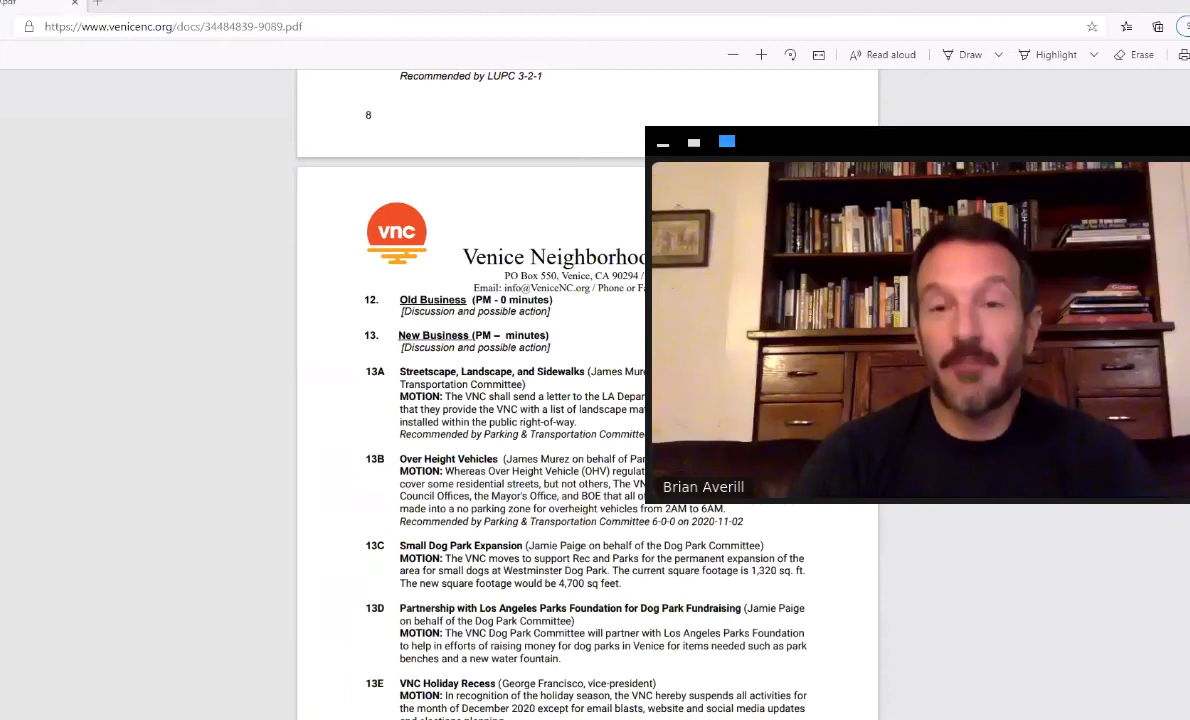 .pdf
https://www.venicenc.org/docs/34484839-9089.pdf
Read aloud
Draw
Highlight
Erase
Recommended by LUPC 3-2-1
8
vnc
Venice Neighborhoo
PO Box 550, Venice, CA 90294 /
Email: info@VeniceNC.org / Phone or Fa
12. Old Business (PM - 0 minutes)
[Discussion and possible action]
13. New Business (PM – minutes)
[Discussion and possible action]
13A Streetscape, Landscape, and Sidewalks (James Mure
Transportation Committee)
MOTION: The VNC shall send a letter to the LA Depar
that they provide the VNC with a list of landscape ma
installed within the public right-of-way.
Recommended by Parking & Transportation Committe
13B Over Height Vehicles (James Murez on behalf of Par
MOTION: Whereas Over Height Vehicle (OHV) regulat
cover some residential streets, but not others, The VN
Council Offices, the Mayor's Office, and BOE that all o
made into a no parking zone for overheight vehicles from 2AM to 6AM.
Recommended by Parking & Transportation Committee 6-0-0 on 2020-11-02
13C Small Dog Park Expansion (Jamie Paige on behalf of the Dog Park Committee)
MOTION: The VNC moves to support Rec and Parks for the permanent expansion of the
area for small dogs at Westminster Dog Park. The current square footage is 1,320 sq. ft.
The new square footage would be 4,700 sq feet.
13D Partnership with Los Angeles Parks Foundation for Dog Park Fundraising (Jamie Paige
on behalf of the Dog Park Committee)
MOTION: The VNC Dog Park Committee will partner with Los Angeles Parks Foundation
to help in efforts of raising money for dog parks in Venice for items needed such as park
benches and a new water fountain.
13E VNC Holiday Recess (George Francisco, vice-president)
MOTION: In recognition of the holiday season, the VNC hereby suspends all activities for
the month of December 2020 except for email blasts, website and social media updates
and elections planning.
Brian Averill